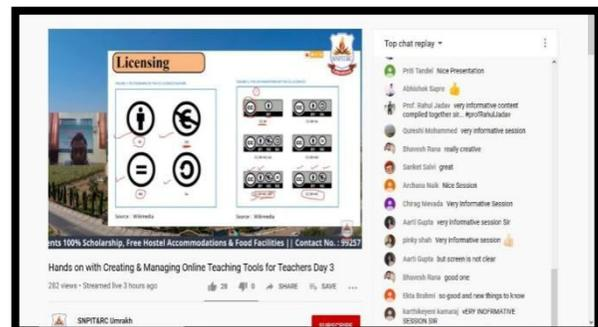 Licensing
SNPIT&RC
CC BY
Source : Wikimedia
Source : Wikimedia
ents 100% Scholarship, Free Hostel Accommodations & Food Facilities || Contact No. : 99257
Hands on with Creating & Managing Online Teaching Tools for Teachers Day 3
282 views • Streamed live 3 hours ago
28
0
SHARE
SAVE
SNPIT&RC Umrakh
SUBSCRIBE
Top chat replay
Priti Tandel Nice Presentation
Abhishek Sapre
Prof. Rahul Jadav very informative content
compiled together sir... #profRahulJadav
Qureshi Mohammed very informative session
Bhavesh Rana really creative
Sanket Salvi great
Archana Naik Nice Session
Chirag Mevada Very Informative Session
Aarti Gupta very informative session Sir
pinky shah Very informative session
Aarti Gupta but screen is not clear
Bhavesh Rana good one
Ekta Brahmi so good and new things to know
karthikeyeni kamaraj vERY INOFRMATIVE
SESSION SIR